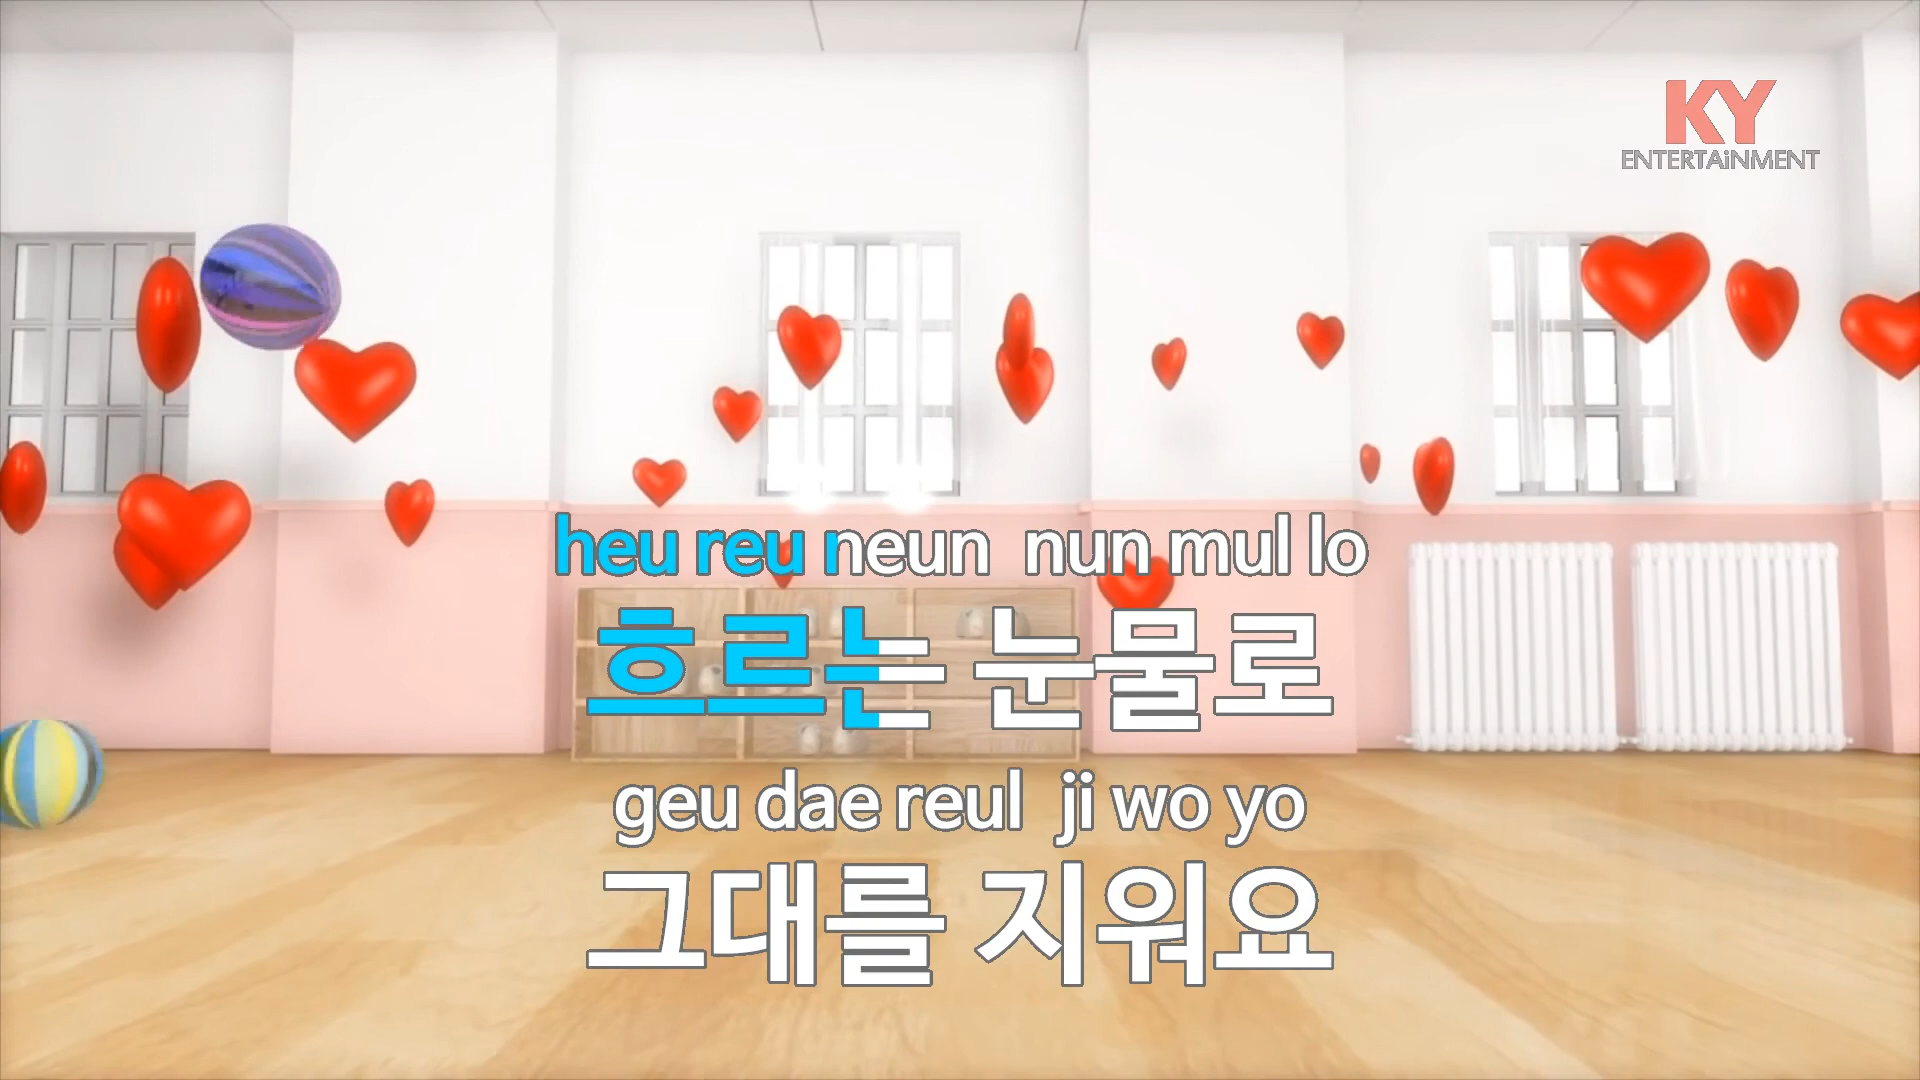 KY
ENTERTAiNMENT
heu reu neun nun mul lo
흐르는 눈물로
geu dae reul ji wo yo
그대를 지워요